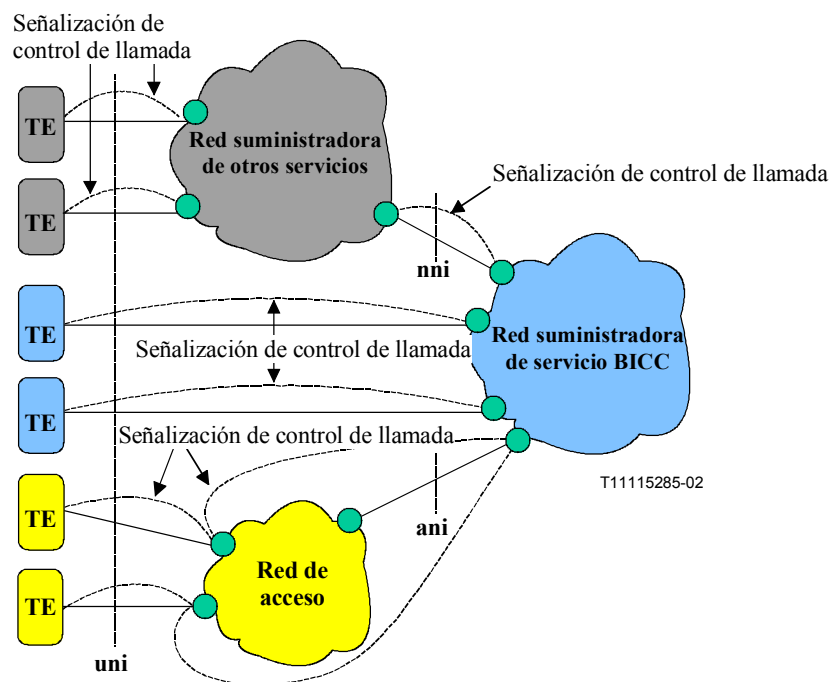 Señalización de
control de llamada
TE
Red suministradora
de otros servicios
TE
Señalización de control de llamada
nni
TE
Red suministradora
de servicio BICC
Señalización de control de llamada
TE
Señalización de control de llamada
T11115285-02
TE
ani
Red de
acceso
TE
uni